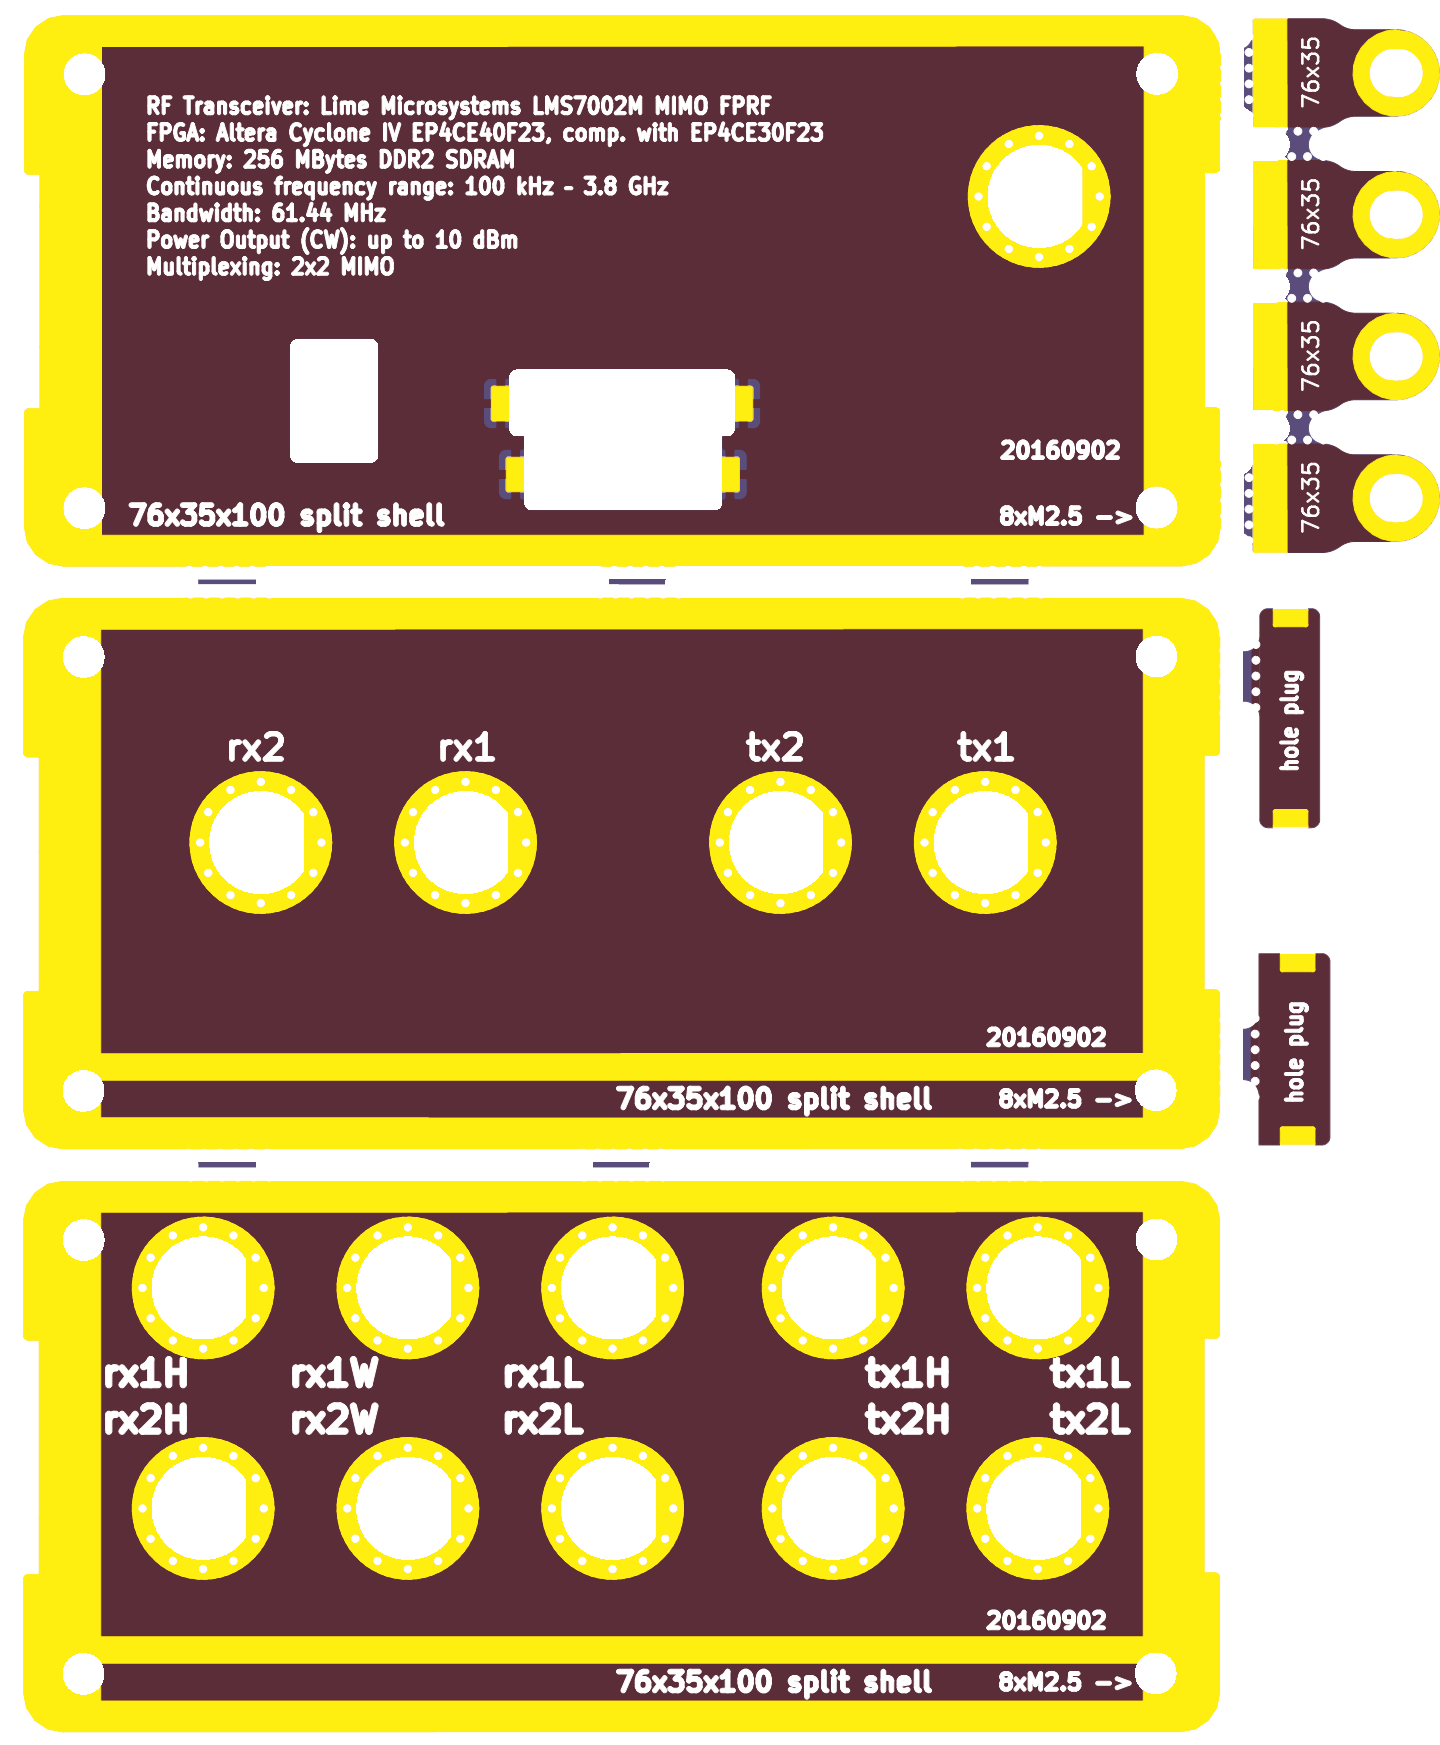 RF Transceiver: Lime Microsystems LMS7002M MIMO FPRF
FPGA: Altera Cyclone IV EP4CE40F23, comp. with EP4CE30F23
Memory: 256 MBytes DDR2 SDRAM
Continuous frequency range: 100 kHz - 3.8 GHz
Bandwidth: 61.44 MHz
Power Output (CW): up to 10 dBm
Multiplexing: 2x2 MIMO
20160902
76x35x100 split shell
8xM2.5 ->
76x35
76x35
76x35
76x35
rx2 rx1 tx2 tx1
20160902
76x35x100 split shell
8xM2.5 ->
hole plug
hole plug
rx1H rx1W rx1L tx1H tx1L
rx2H rx2W rx2L tx2H tx2L
20160902
76x35x100 split shell
8xM2.5 ->